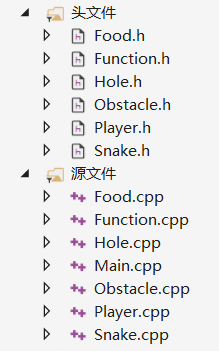 头文件
Food.h
Function.h
Hole.h
Obstacle.h
Player.h
Snake.h
源文件
Food.cpp
Function.cpp
Hole.cpp
Main.cpp
Obstacle.cpp
Player.cpp
Snake.cpp